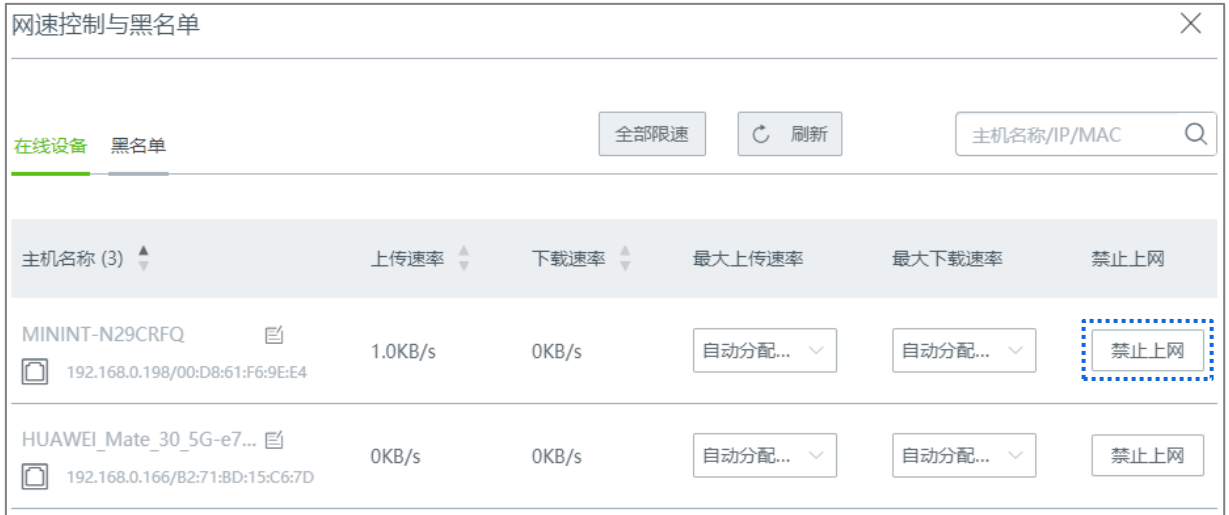 网速控制与黑名单
在线设备 黑名单 全部限速 刷新 主机名称/IP/MAC
主机名称 (3) 上传速率 下载速率 最大上传速率 最大下载速率 禁止上网
MININT-N29CRFQ
1.0KB/s 0KB/s 自动分配... 自动分配... 禁止上网
192.168.0.198/00:D8:61:F6:9E:E4
HUAWEI_Mate_30_5G-e7...
0KB/s 0KB/s 自动分配... 自动分配... 禁止上网
192.168.0.166/B2:71:BD:15:C6:7D